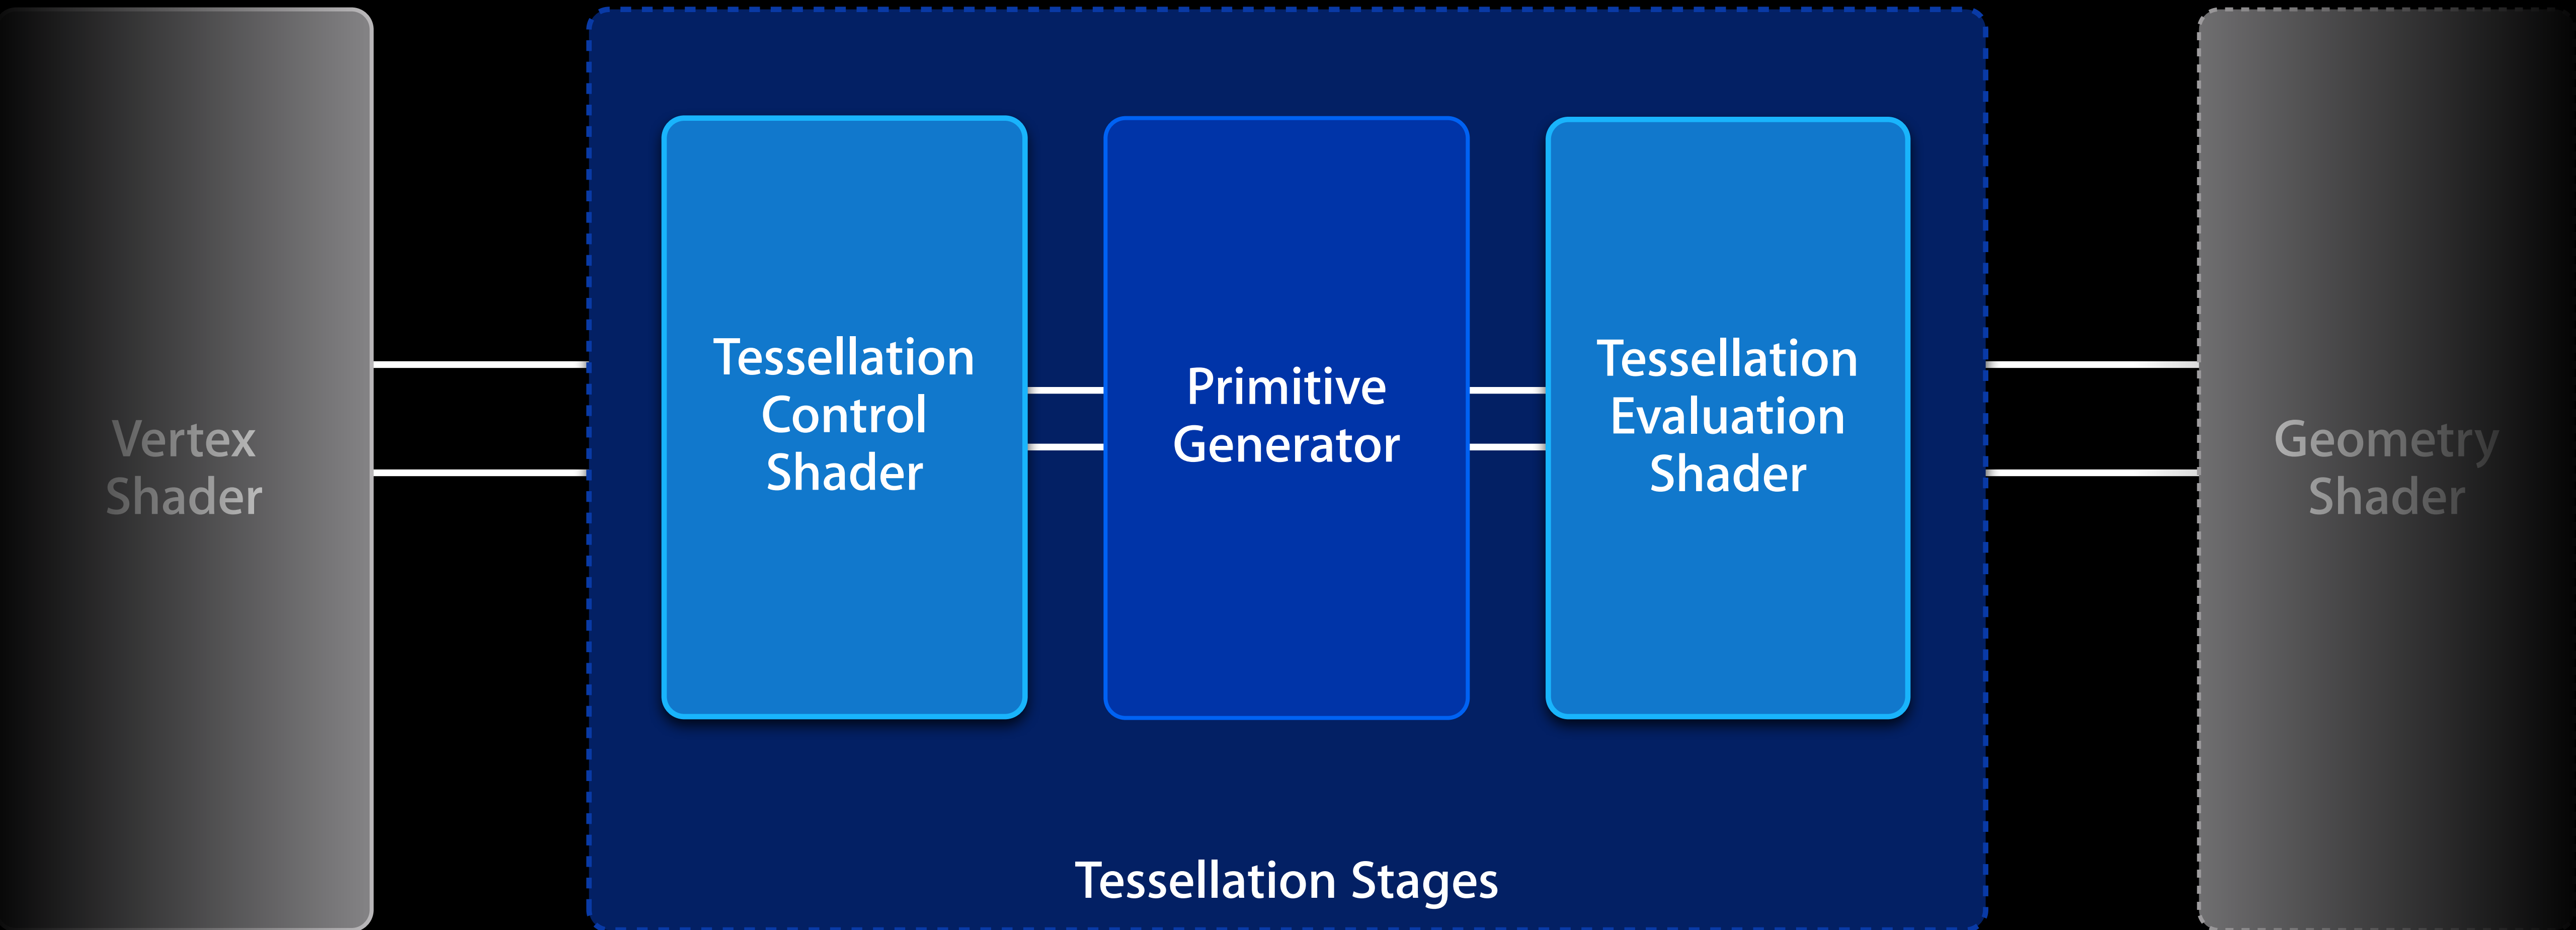 Vertex
Shader
Tessellation
Control
Shader
Primitive
Generator
Tessellation
Evaluation
Shader
Geometry
Shader
Tessellation Stages